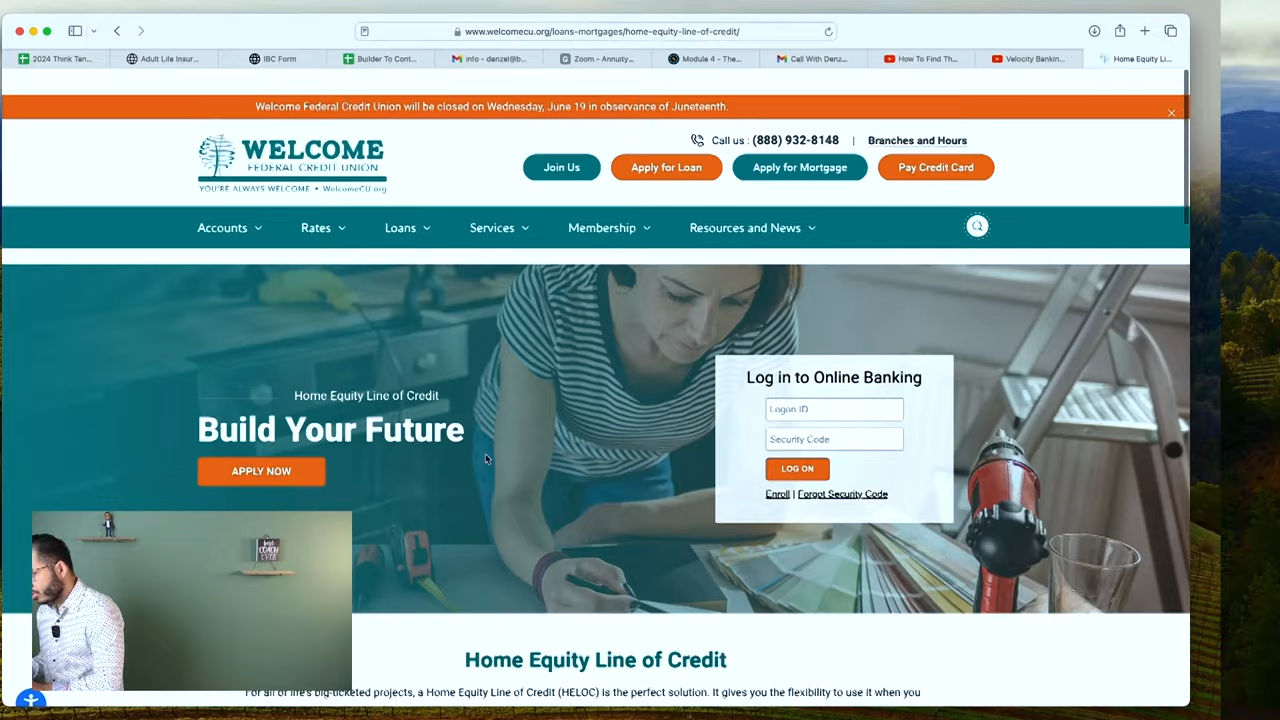 www.welcomecu.org/loans-mortgages/home-equity-line-of-credit/
2024 Think Tan...
Adult Life Insur...
IBC Form
Builder To Cont...
info - denzel@b...
Zoom - Annuity...
Module 4 - The...
Call With Denz...
How To Find Th...
Velocity Bankin...
Home Equity Li...
Welcome Federal Credit Union will be closed on Wednesday, June 19 in observance of Juneteenth.
WELCOME
FEDERAL CREDIT UNION
YOU'RE ALWAYS WELCOME • WelcomeCU.org
Call us : (888) 932-8148 | Branches and Hours
Join Us
Apply for Loan
Apply for Mortgage
Pay Credit Card
Accounts
Rates
Loans
Services
Membership
Resources and News
Home Equity Line of Credit
Build Your Future
APPLY NOW
Log in to Online Banking
Logon ID
Security Code
LOG ON
Enroll | Forgot Security Code
best
COACH
EVER
Home Equity Line of Credit
For all of life's big-ticketed projects, a Home Equity Line of Credit (HELOC) is the perfect solution. It gives you the flexibility to use it when you